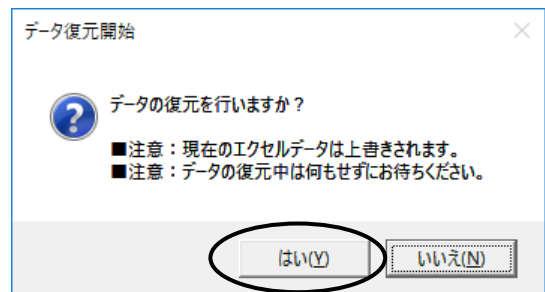 データ復元開始
データの復元を行いますか？
■注意：現在のエクセルデータは上書きされます。
■注意：データの復元中は何もせずにお待ちください。
はい(Y)
いいえ(N)